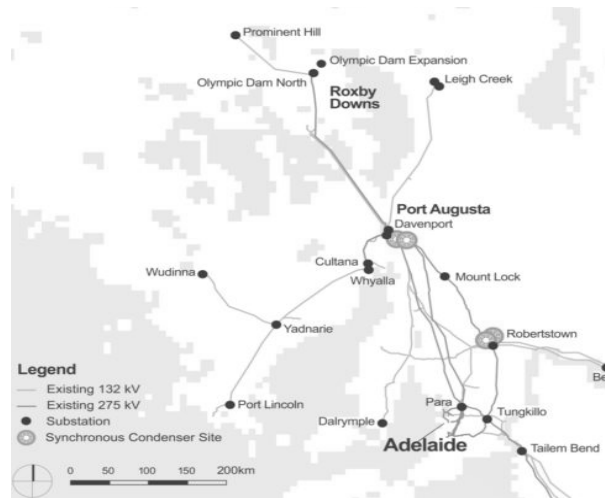 Prominent Hill
Olympic Dam Expansion
Olympic Dam North
Leigh Creek
Roxby
Downs
Port Augusta
Davenport
Cultana
Whyalla
Wudinna
Mount Lock
Yadnarie
Robertstown
Legend
Existing 132 kV
Existing 275 kV
Substation
Synchronous Condenser Site
Port Lincoln
Dalrymple
Para
Tungkillo
Adelaide
Tailem Bend
Be
0 50 100 150 200km